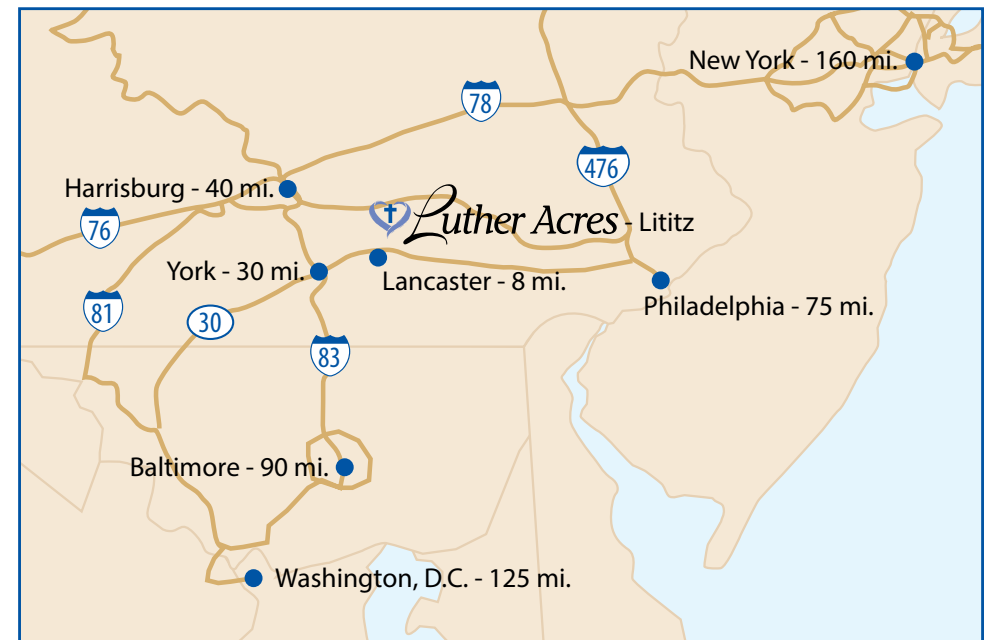 New York - 160 mi.
78
476
Harrisburg - 40 mi.
Luther Acres - Lititz
76
York - 30 mi.
Lancaster - 8 mi.
Philadelphia - 75 mi.
81
30
83
Baltimore - 90 mi.
Washington, D.C. - 125 mi.